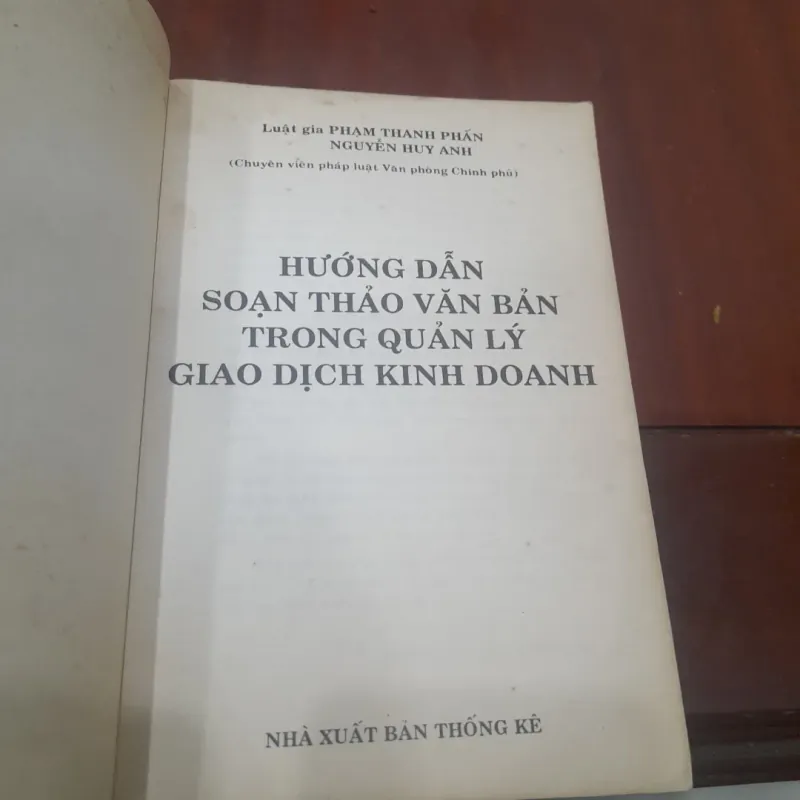 Luật gia PHẠM THANH PHẤN
NGUYỄN HUY ANH
(Chuyên viên pháp luật Văn phòng Chính phủ)
HƯỚNG DẪN
SOẠN THẢO VĂN BẢN
TRONG QUẢN LÝ
GIAO DỊCH KINH DOANH
NHÀ XUẤT BẢN THỐNG KÊ